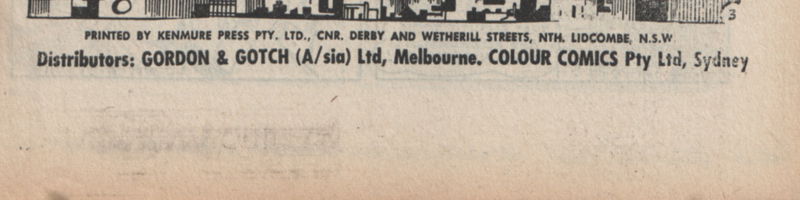 3
PRINTED BY KENMURE PRESS PTY. LTD., CNR. DERBY AND WETHERILL STREETS, NTH. LIDCOMBE, N.S.W
Distributors: GORDON & GOTCH (A/sia) Ltd, Melbourne. COLOUR COMICS Pty Ltd, Sydney